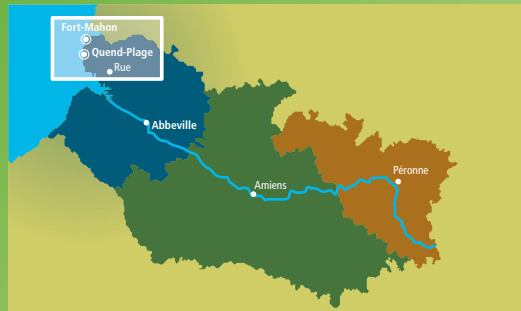 Fort-Mahon
Quend-Plage
Rue
Abbeville
Péronne
Amiens